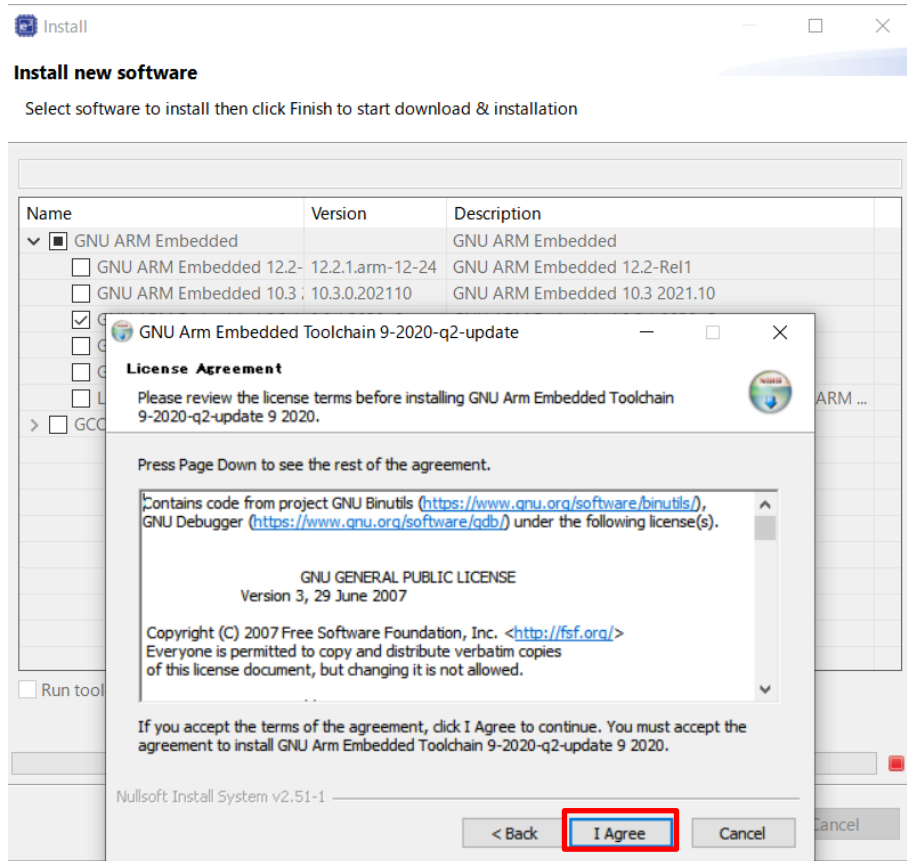 Install
Install new software
Select software to install then click Finish to start download & installation
Name Version Description
GNU ARM Embedded GNU ARM Embedded
GNU ARM Embedded 12.2- 12.2.1.arm-12-24 GNU ARM Embedded 12.2-Rel1
GNU ARM Embedded 10.3 10.3.0.202110 GNU ARM Embedded 10.3 2021.10
GNU Arm Embedded Toolchain 9-2020-q2-update
License Agreement
Please review the license terms before installing GNU Arm Embedded Toolchain
9-2020-q2-update 9 2020.
ARM ...
GCC
Press Page Down to see the rest of the agreement.
Contains code from project GNU Binutils (https://www.gnu.org/software/binutils/),
GNU Debugger (https://www.gnu.org/software/gdb/) under the following license(s).
GNU GENERAL PUBLIC LICENSE
Version 3, 29 June 2007
Copyright (C) 2007 Free Software Foundation, Inc. <http://fsf.org/>
Everyone is permitted to copy and distribute verbatim copies
of this license document, but changing it is not allowed.
Run tool
If you accept the terms of the agreement, click I Agree to continue. You must accept the
agreement to install GNU Arm Embedded Toolchain 9-2020-q2-update 9 2020.
Nullsoft Install System v2.51-1
< Back I Agree Cancel
Cancel